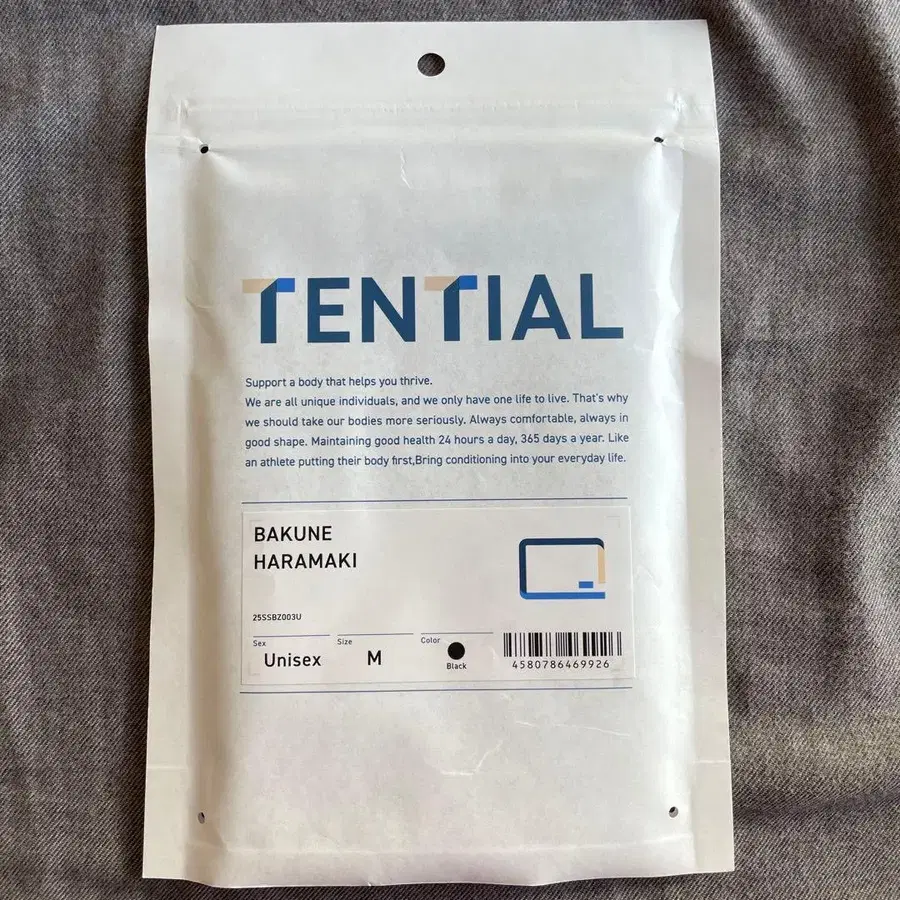 TENTIAL
Support a body that helps you thrive.
We are all unique individuals, and we only have one life to live. That's why
we should take our bodies more seriously. Always comfortable, always in
good shape. Maintaining good health 24 hours a day, 365 days a year. Like
an athlete putting their body first,Bring conditioning into your everyday life.
BAKUNE
HARAMAKI
25SSBZ003U
Sex
Unisex
Size
M
Color
Black
4580786469926